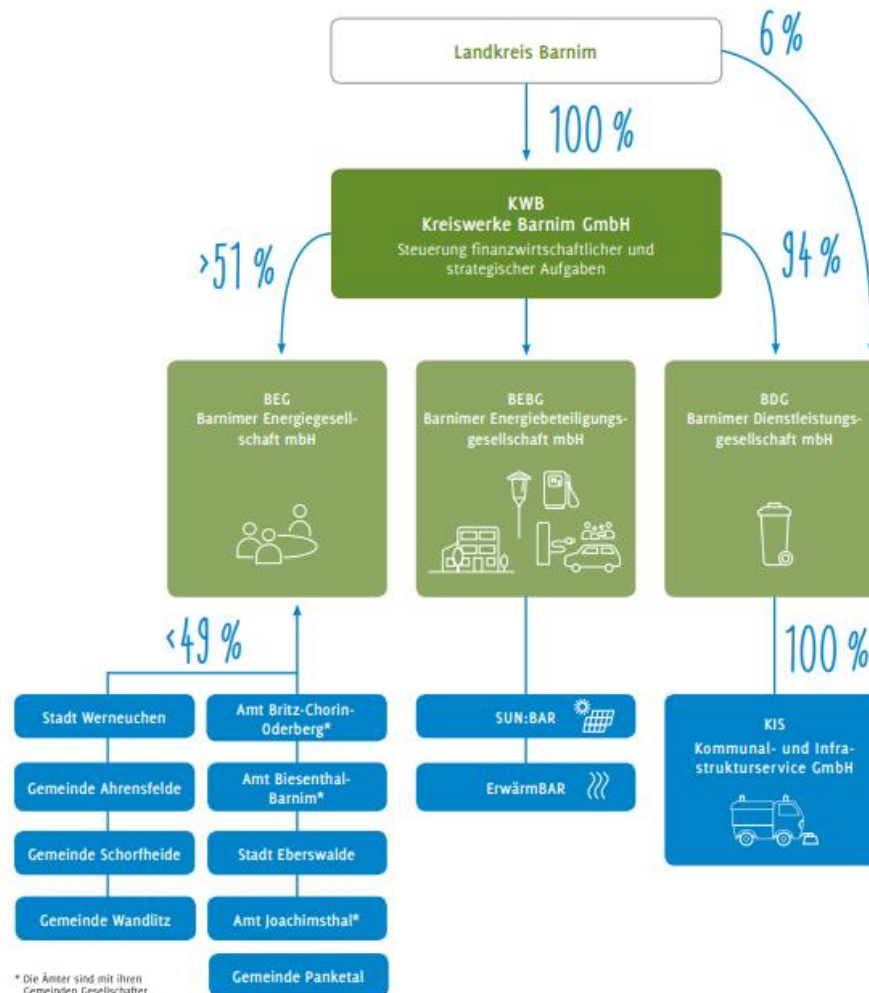 Landkreis Barnim
6 %
100 %
KWB
Kreiswerke Barnim GmbH
Steuerung finanzwirtschaftlicher und
strategischer Aufgaben
>51 %
94 %
BEG
Barnimer Energiegesell-
schaft mbH
BEBG
Barnimer Energiebeteiligungs-
gesellschaft mbH
H2
BDG
Barnimer Dienstleistungs-
gesellschaft mbH
<49 %
100 %
Stadt Werneuchen
Gemeinde Ahrensfelde
Gemeinde Schorfheide
Gemeinde Wandlitz
Amt Britz-Chorin-
Oderberg*
Amt Biesenthal-
Barnim*
Stadt Eberswalde
Amt Joachimsthal*
Gemeinde Panketal
SUN:BAR
ErwärmBAR
KIS
Kommunal- und Infra-
strukturservice GmbH
* Die Ämter sind mit ihren
Gemeinden Gesellschafter